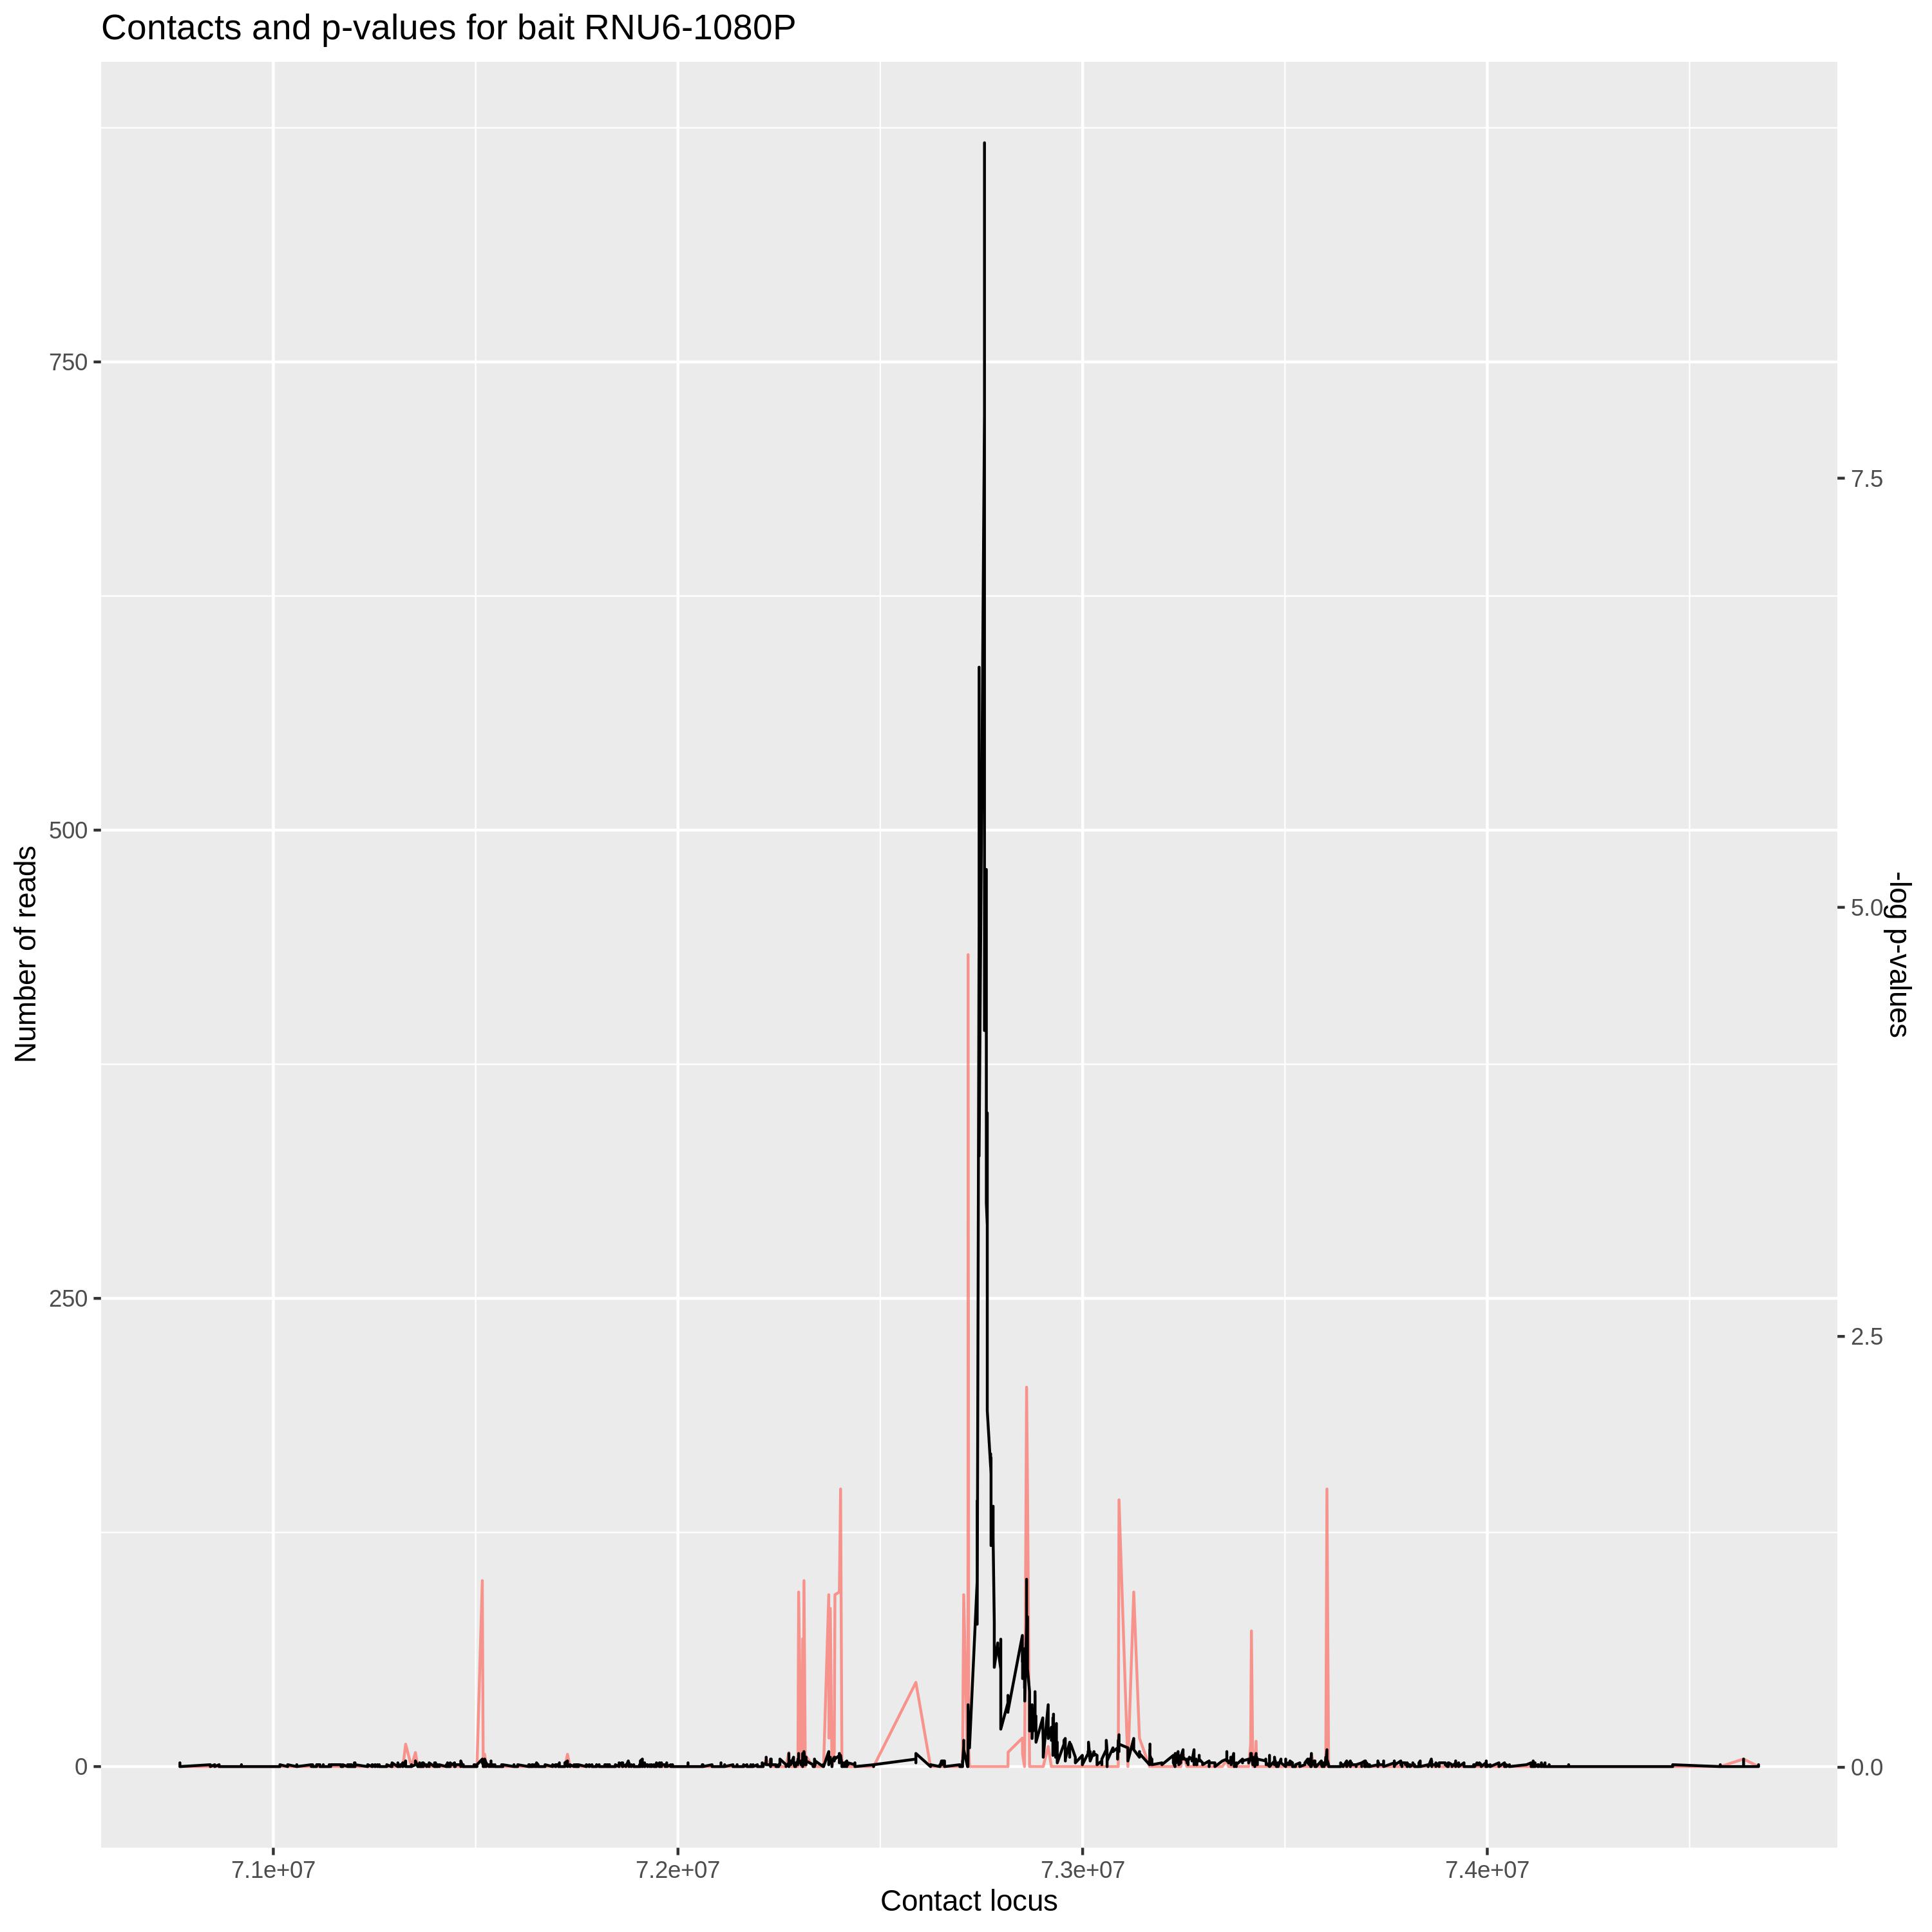 Contacts and p-values for bait RNU6-1080P
750
500
250
0
Number of reads
7.5
5.0
2.5
0.0
-log p-values
7.1e+07
7.2e+07
7.3e+07
7.4e+07
Contact locus